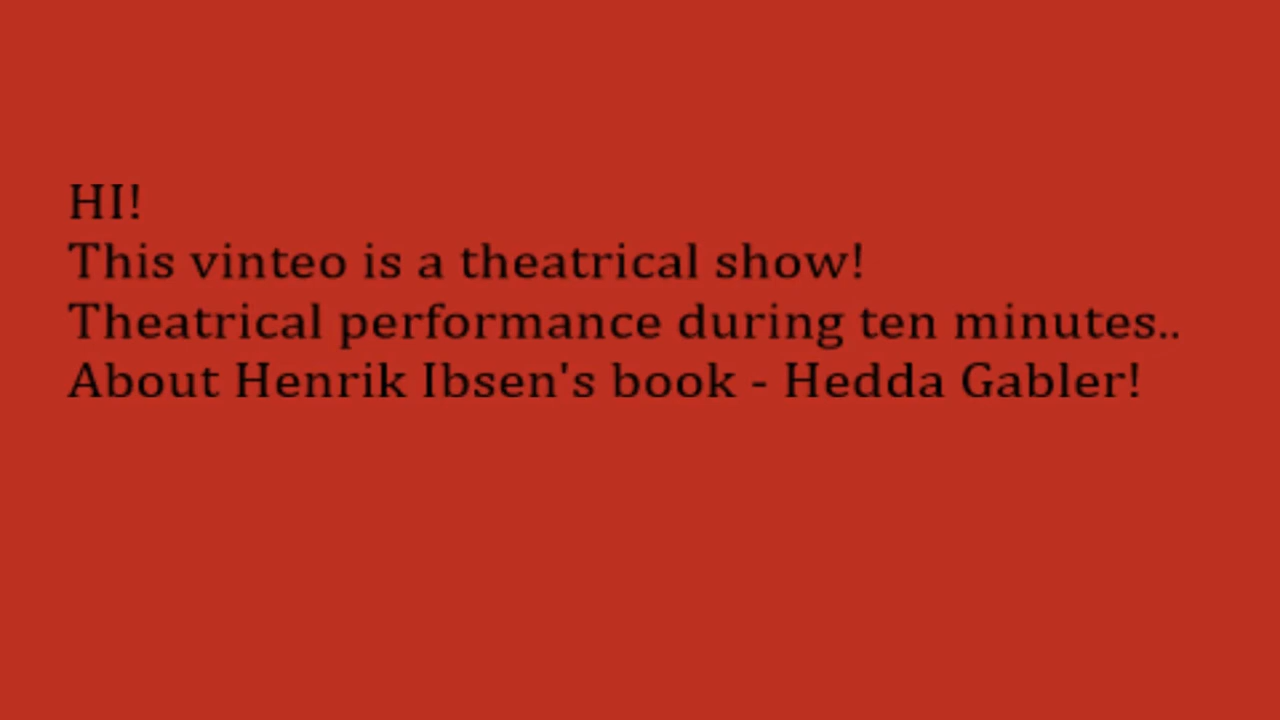 HI!
This vinteo is a theatrical show!
Theatrical performance during ten minutes..
About Henrik Ibsen's book - Hedda Gabler!